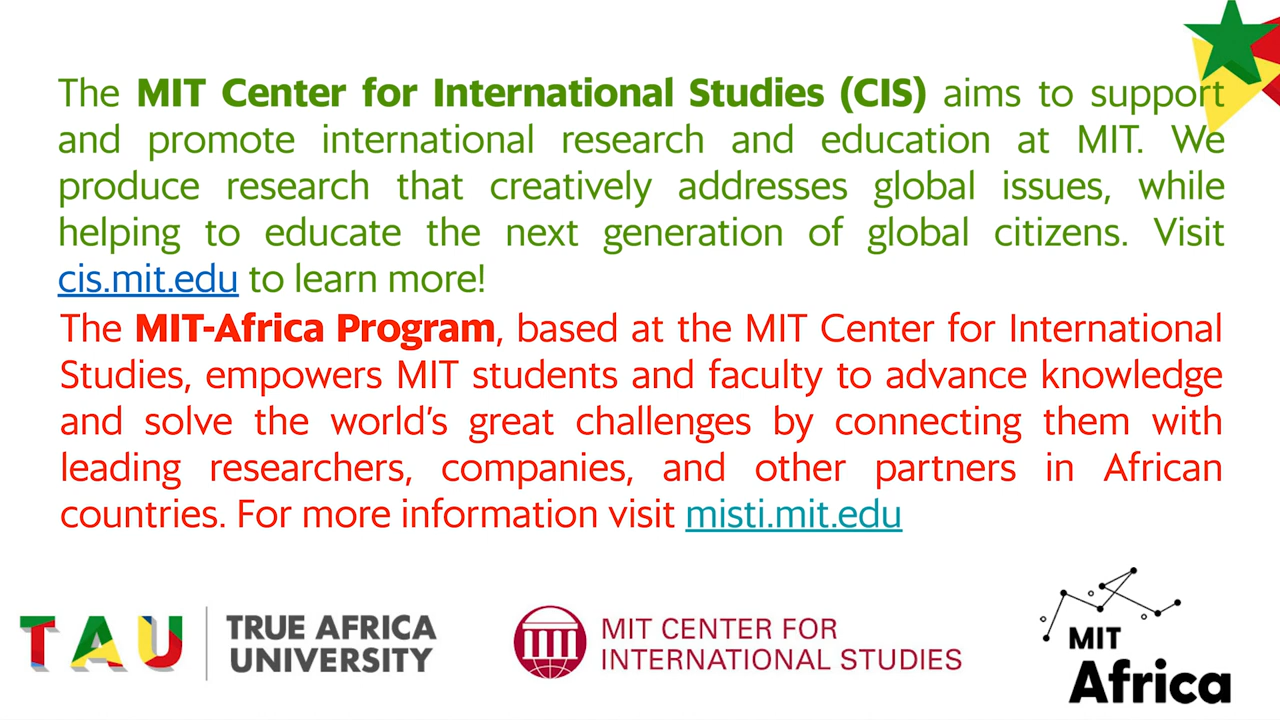 The MIT Center for International Studies (CIS) aims to support
and promote international research and education at MIT. We
produce research that creatively addresses global issues, while
helping to educate the next generation of global citizens. Visit
cis.mit.edu to learn more!
The MIT-Africa Program, based at the MIT Center for International
Studies, empowers MIT students and faculty to advance knowledge
and solve the world's great challenges by connecting them with
leading researchers, companies, and other partners in African
countries. For more information visit misti.mit.edu
TAU
TRUE AFRICA
UNIVERSITY
MIT CENTER FOR
INTERNATIONAL STUDIES
MIT
Africa